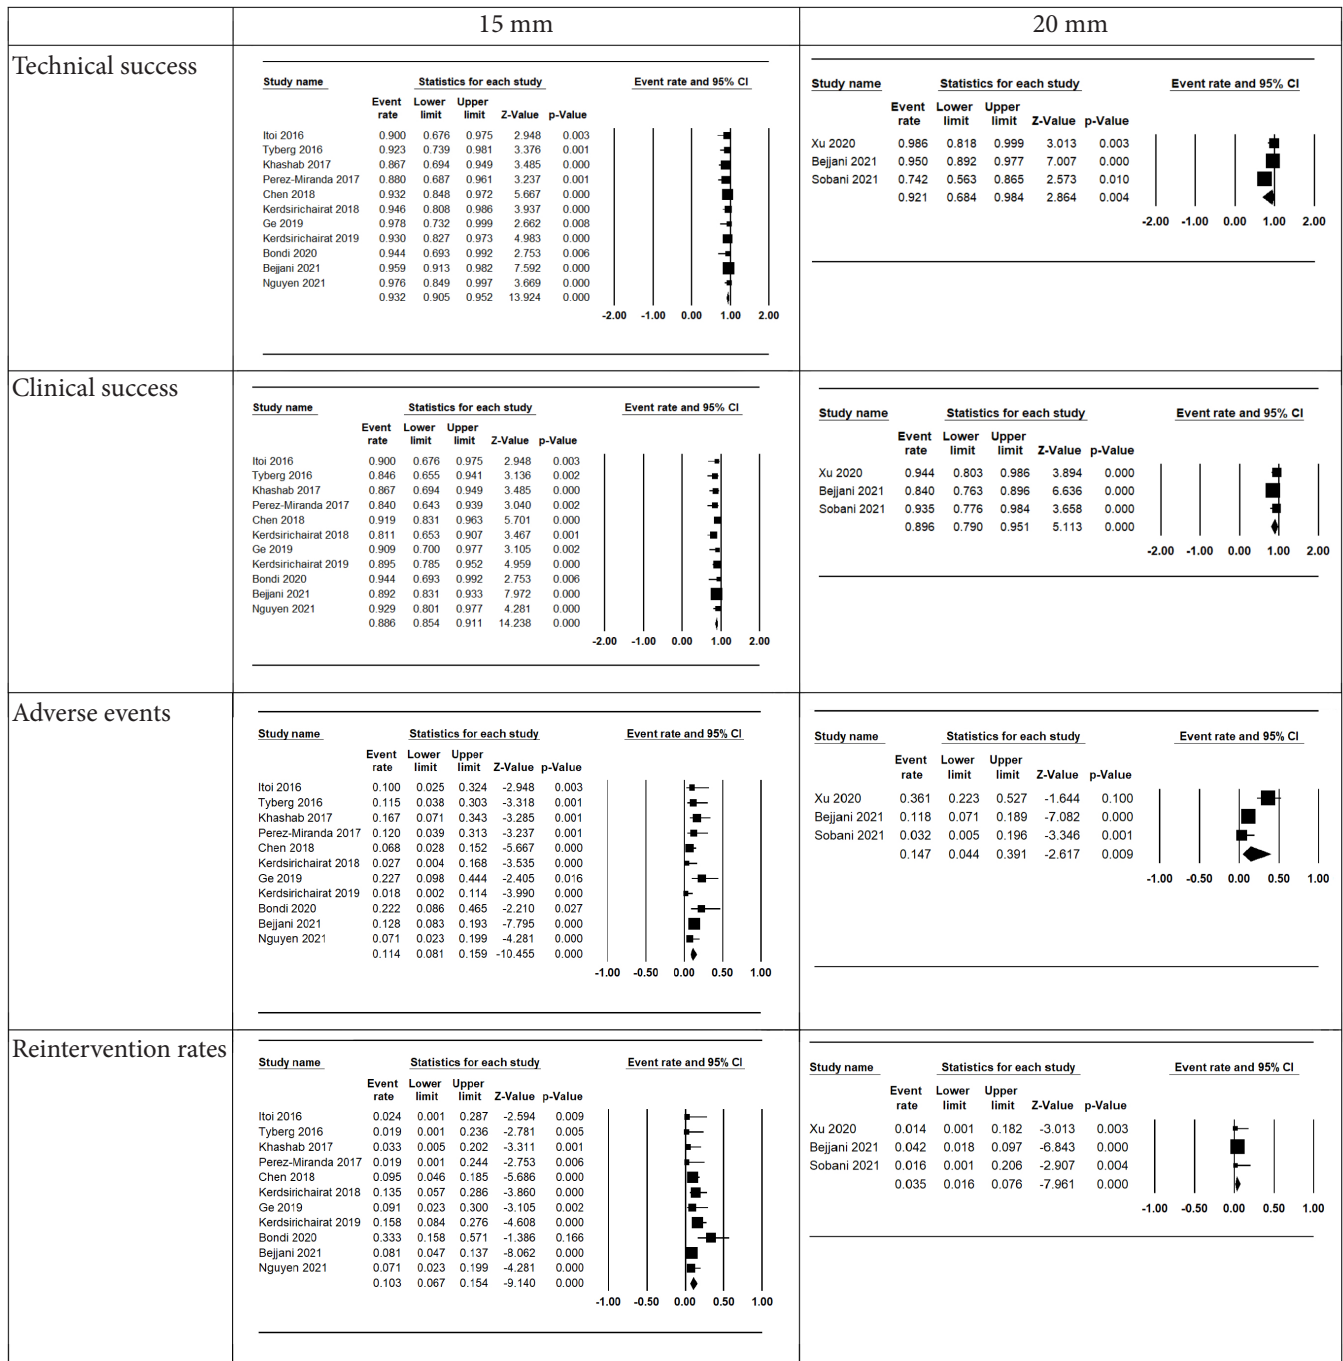 15 mm
20 mm
Technical success
Study name Statistics for each study Event rate and 95% CI
Event Lower Upper
rate limit limit Z-Value p-Value
Itoi 2016 0.900 0.676 0.975 2.948 0.003
Tyberg 2016 0.923 0.739 0.981 3.376 0.001
Khashab 2017 0.867 0.694 0.949 3.485 0.000
Perez-Miranda 2017 0.880 0.687 0.961 3.237 0.001
Chen 2018 0.932 0.848 0.972 5.667 0.000
Kerdsirichairat 2018 0.946 0.808 0.986 3.937 0.000
Ge 2019 0.978 0.732 0.999 2.662 0.008
Kerdsirichairat 2019 0.930 0.827 0.973 4.983 0.000
Bondi 2020 0.944 0.693 0.992 2.753 0.006
Bejjani 2021 0.959 0.913 0.982 7.592 0.000
Nguyen 2021 0.976 0.849 0.997 3.669 0.000
0.932 0.905 0.952 13.924 0.000
-2.00 -1.00 0.00 1.00 2.00
Study name Statistics for each study Event rate and 95% CI
Event Lower Upper
rate limit limit Z-Value p-Value
Xu 2020 0.986 0.818 0.999 3.013 0.003
Bejjani 2021 0.950 0.892 0.977 7.007 0.000
Sobani 2021 0.742 0.563 0.865 2.573 0.010
0.921 0.684 0.984 2.864 0.004
-2.00 -1.00 0.00 1.00 2.00
Clinical success
Study name Statistics for each study Event rate and 95% CI
Event Lower Upper
rate limit limit Z-Value p-Value
Itoi 2016 0.900 0.676 0.975 2.948 0.003
Tyberg 2016 0.846 0.655 0.941 3.136 0.002
Khashab 2017 0.867 0.694 0.949 3.485 0.000
Perez-Miranda 2017 0.840 0.643 0.939 3.040 0.002
Chen 2018 0.919 0.831 0.963 5.701 0.000
Kerdsirichairat 2018 0.811 0.653 0.907 3.467 0.001
Ge 2019 0.909 0.700 0.977 3.105 0.002
Kerdsirichairat 2019 0.895 0.785 0.952 4.959 0.000
Bondi 2020 0.944 0.693 0.992 2.753 0.006
Bejjani 2021 0.892 0.831 0.933 7.972 0.000
Nguyen 2021 0.929 0.801 0.977 4.281 0.000
0.886 0.854 0.911 14.238 0.000
-2.00 -1.00 0.00 1.00 2.00
Study name Statistics for each study Event rate and 95% CI
Event Lower Upper
rate limit limit Z-Value p-Value
Xu 2020 0.944 0.803 0.986 3.894 0.000
Bejjani 2021 0.840 0.763 0.896 6.636 0.000
Sobani 2021 0.935 0.776 0.984 3.658 0.000
0.896 0.790 0.951 5.113 0.000
-2.00 -1.00 0.00 1.00 2.00
Adverse events
Study name Statistics for each study Event rate and 95% CI
Event Lower Upper
rate limit limit Z-Value p-Value
Itoi 2016 0.100 0.025 0.324 -2.948 0.003
Tyberg 2016 0.115 0.038 0.303 -3.318 0.001
Khashab 2017 0.167 0.071 0.343 -3.285 0.001
Perez-Miranda 2017 0.120 0.039 0.313 -3.237 0.001
Chen 2018 0.068 0.028 0.152 -5.667 0.000
Kerdsirichairat 2018 0.027 0.004 0.168 -3.535 0.000
Ge 2019 0.227 0.098 0.444 -2.405 0.016
Kerdsirichairat 2019 0.018 0.002 0.114 -3.990 0.000
Bondi 2020 0.222 0.086 0.465 -2.210 0.027
Bejjani 2021 0.128 0.083 0.193 -7.795 0.000
Nguyen 2021 0.071 0.023 0.199 -4.281 0.000
0.114 0.081 0.159 -10.455 0.000
-1.00 -0.50 0.00 0.50 1.00
Study name Statistics for each study Event rate and 95% CI
Event Lower Upper
rate limit limit Z-Value p-Value
Xu 2020 0.361 0.223 0.527 -1.644 0.100
Bejjani 2021 0.118 0.071 0.189 -7.082 0.000
Sobani 2021 0.032 0.005 0.196 -3.346 0.001
0.147 0.044 0.391 -2.617 0.009
-1.00 -0.50 0.00 0.50 1.00
Reintervention rates
Study name Statistics for each study Event rate and 95% CI
Event Lower Upper
rate limit limit Z-Value p-Value
Itoi 2016 0.024 0.001 0.287 -2.594 0.009
Tyberg 2016 0.019 0.001 0.236 -2.781 0.005
Khashab 2017 0.033 0.005 0.202 -3.311 0.001
Perez-Miranda 2017 0.019 0.001 0.244 -2.753 0.006
Chen 2018 0.095 0.046 0.185 -5.686 0.000
Kerdsirichairat 2018 0.135 0.057 0.286 -3.860 0.000
Ge 2019 0.091 0.023 0.300 -3.105 0.002
Kerdsirichairat 2019 0.158 0.084 0.276 -4.608 0.000
Bondi 2020 0.333 0.158 0.571 -1.386 0.166
Bejjani 2021 0.081 0.047 0.137 -8.062 0.000
Nguyen 2021 0.071 0.023 0.199 -4.281 0.000
0.103 0.067 0.154 -9.140 0.000
-1.00 -0.50 0.00 0.50 1.00
Study name Statistics for each study Event rate and 95% CI
Event Lower Upper
rate limit limit Z-Value p-Value
Xu 2020 0.014 0.001 0.182 -3.013 0.003
Bejjani 2021 0.042 0.018 0.097 -6.843 0.000
Sobani 2021 0.016 0.001 0.206 -2.907 0.004
0.035 0.016 0.076 -7.961 0.000
-1.00 -0.50 0.00 0.50 1.00